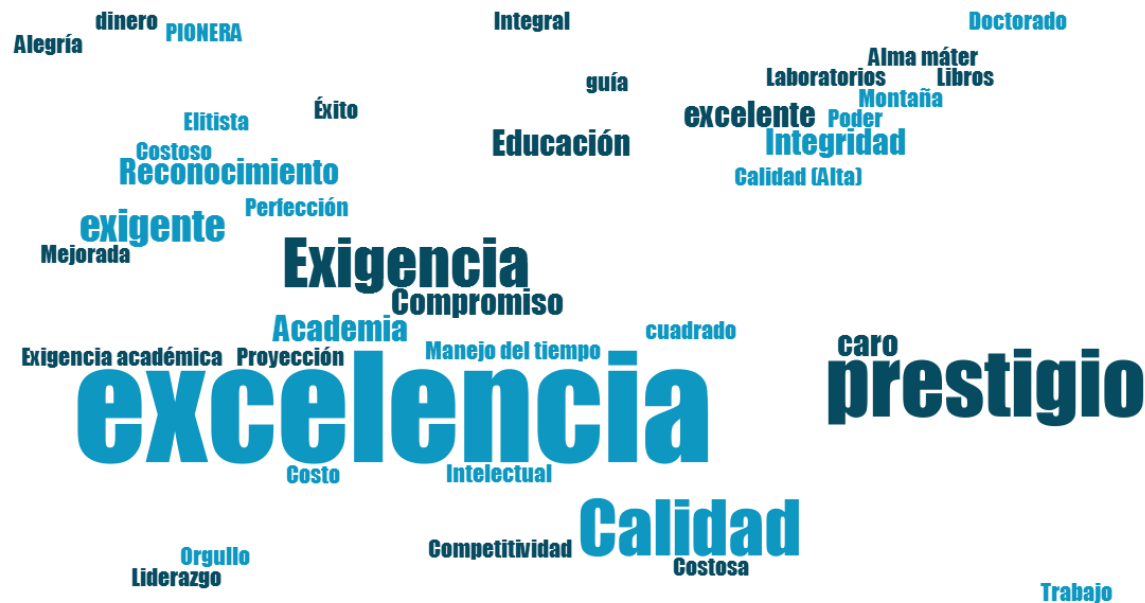 dinero
Integral
Doctorado
PIONERA
Alegría
Alma máter
Laboratorios
Libros
guía
Montaña
Éxito
excelente
Poder
Elitista
Educación
Integridad
Costoso
Reconocimiento
Calidad (Alta)
Perfección
exigente
Mejorada
Exigencia
Compromiso
Academia
cuadrado
caro
Exigencia académica
Proyección
Manejo del tiempo
prestigio
excelencia
Costo
Intelectual
Calidad
Competitividad
Orgullo
Costosa
Liderazgo
Trabajo